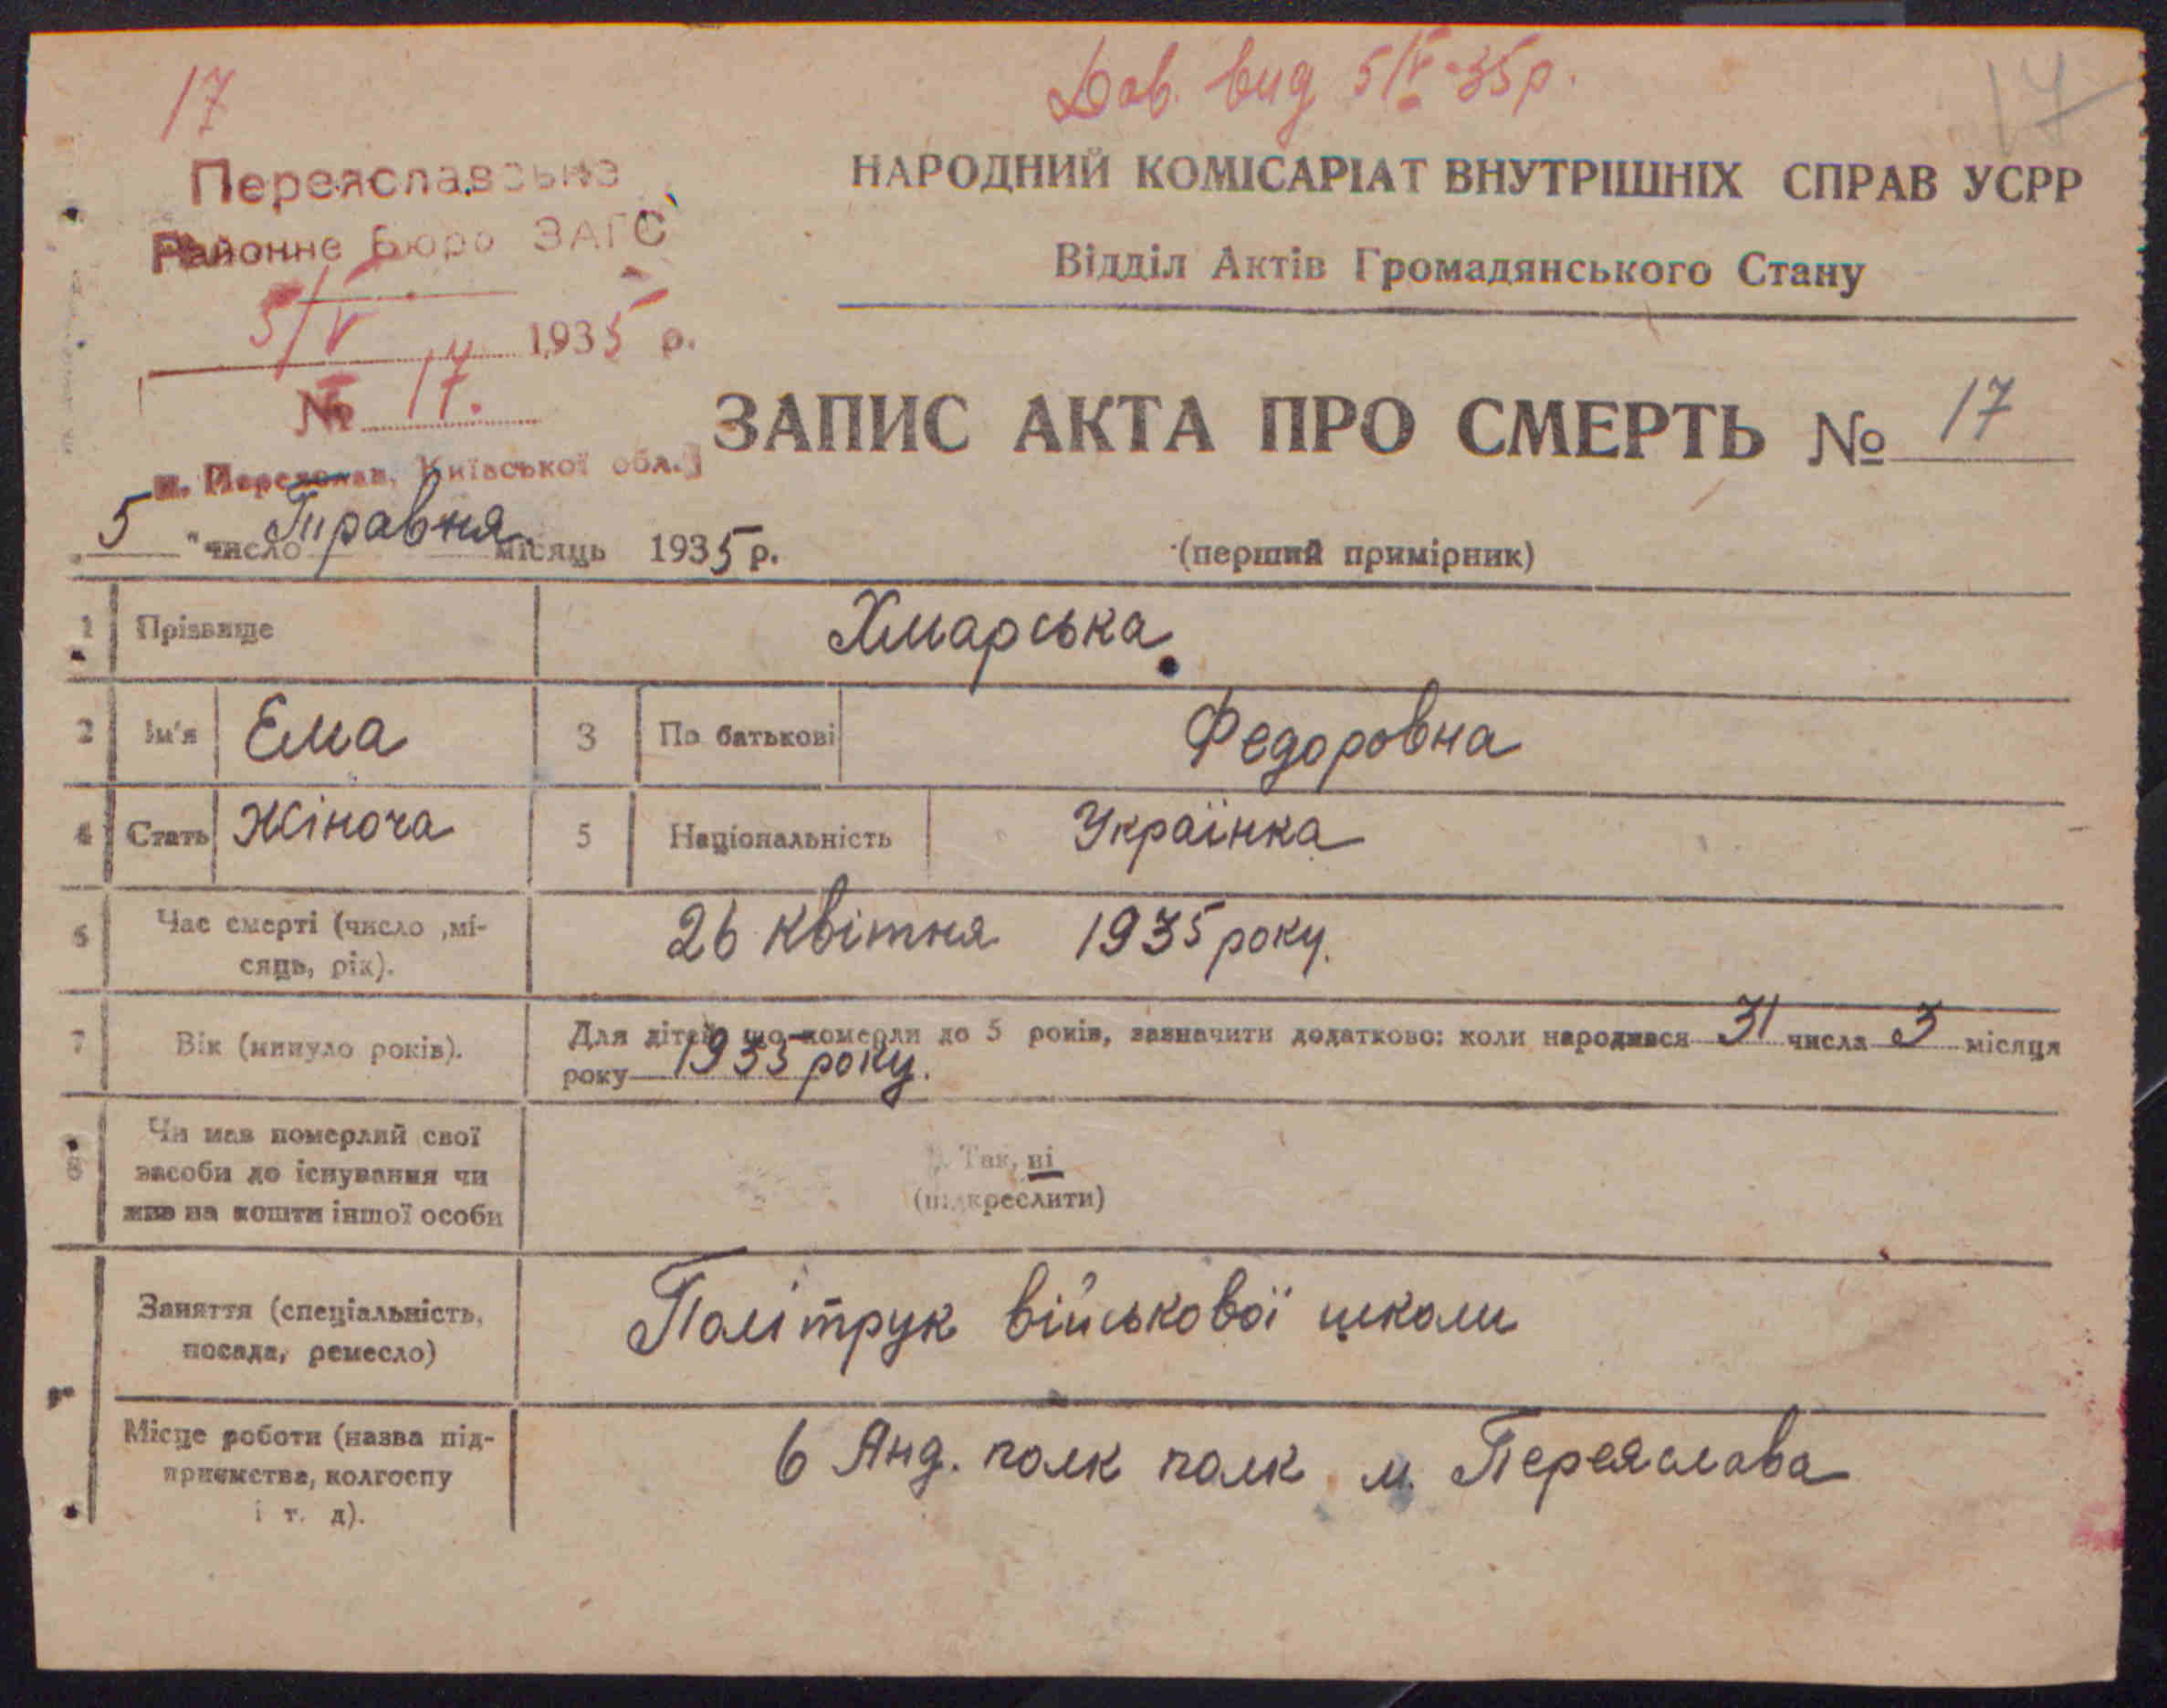 17
Дов. вид 5/V-35р.
17
Переяславське
Районне Бюро ЗАГС
5/V 1935 р.
№ 17.
м. Переяслав, Київської обл.
НАРОДНИЙ КОМІСАРІАТ ВНУТРІШНІХ СПРАВ УСРР
Відділ Актів Громадянського Стану
ЗАПИС АКТА ПРО СМЕРТЬ № 17
5 " число Травня місяць 1935 р.
(перший примірник)
1 Прізвище Хмарська
2 Ім'я Ема 3 По батькові Федоровна
4 Стать Жіноча 5 Національність Українка
6 Час смерті (число ,мі-
сяць, рік).
26 квітня 1935 року.
7 Вік (минуло років).
Для дітей що померли до 5 років, зазначити додатково: коли народився 31 числа 3 місяця
року 1933 року.
8 Чи мав померлий свої
засоби до існування чи
жив на кошти іншої особи
Так, ні
(підкреслити)
Заняття (спеціальність,
посада, ремесло)
Політрук військової школи
Місце роботи (назва під-
приємства, колгоспу
і т. д).
6 Анд. полк полк м. Переяслава